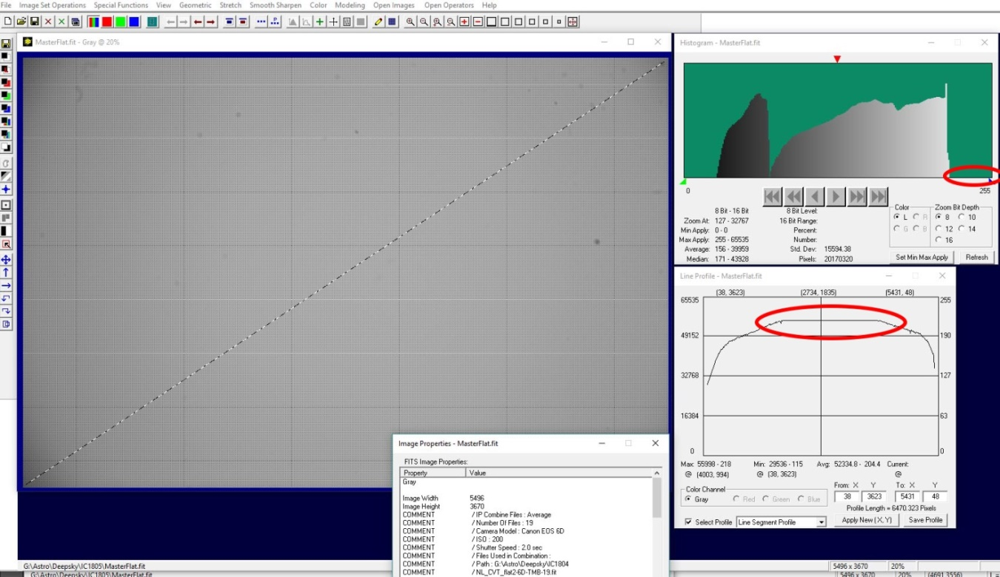 File Image Set Operations Special Functions View Geometric Stretch Smooth Sharpen Color Modeling Open Images Open Operators Help
MasterFlat.fit - Gray @ 20%
Histogram - MasterFlat.fit
0
255
8 Bit - 16 Bit
Zoom At: 127 - 32767
Min Apply: 0 - 0
Max Apply: 255 - 65535
Average: 156 - 39959
Median: 171 - 43928
8 Bit Level:
16 Bit Range:
Percent:
Number:
Std. Dev: 15594.38
Pixels: 20170320
Color
L R
G B
Zoom Bit Depth
8 10
12 14
16
Set Min Max Apply
Refresh
Line Profile - MasterFlat.fit
(38, 3623) (2734, 1835) (5431, 48)
65535 255
49152 190
32768 127
16384 63
0 0
Max: 55998 - 218 Min: 29536 - 115 Avg: 52334.8 - 204.4 Current:
@ (4003, 994) @ (38, 3623) @
Color Channel
Gray Red Green Blue
From: X Y To: X Y
38 3623 5431 48
Profile Length = 6470.323 Pixels
Select Profile Line Segment Profile Apply New (X, Y) Save Profile
Image Properties - MasterFlat.fit
FITS Image Properties:
Property Value
Gray
Image Width 5496
Image Height 3670
COMMENT / IP Combine Files : Average
COMMENT / Number Of Files : 19
COMMENT / Camera Model : Canon EOS 6D
COMMENT / ISO : 200
COMMENT / Shutter Speed : 2.0 sec
COMMENT / Files Used in Combination :
COMMENT / Path : G:\Astro\Deepsky\IC1804
COMMENT / NL_CVT_flat2-6D-TMB-19.fit
G:\Astro\Deepsky\IC1805\MasterFlat.fit
5496 x 3670 20%
G:\Astro\Deepsky\IC1805\MasterFlat.fit
5496 x 3670 20% (4691,3556)